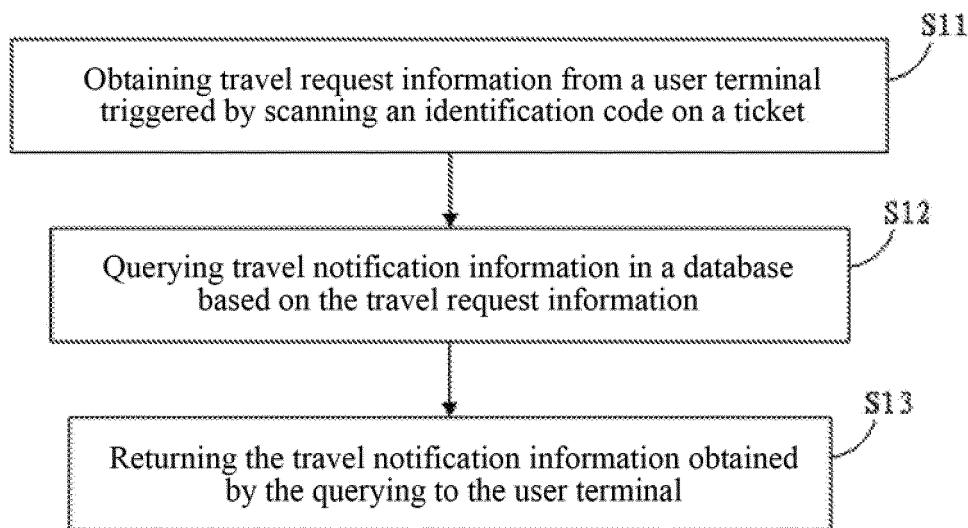 S11
Obtaining travel request information from a user terminal
triggered by scanning an identification code on a ticket
S12
Querying travel notification information in a database
based on the travel request information
S13
Returning the travel notification information obtained
by the querying to the user terminal